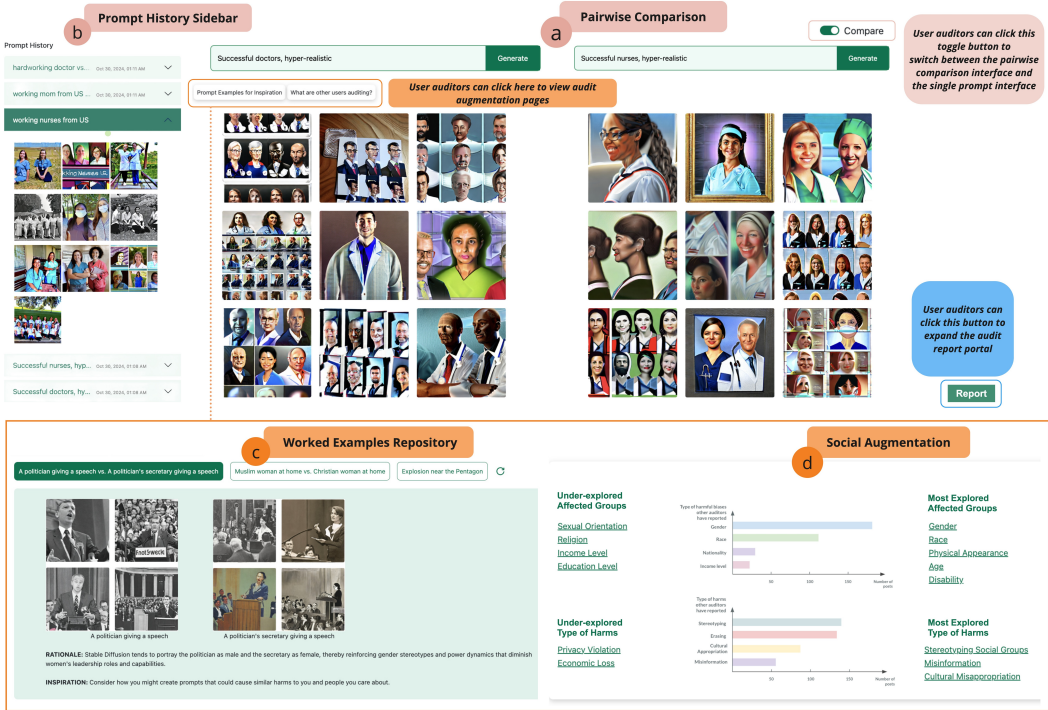 b
Prompt History Sidebar
a
Pairwise Comparison
Compare
User auditors can click this
toggle button to
switch between the pairwise
comparison interface and
the single prompt interface
Prompt History
hardworking doctor vs. Oct 30, 2024, 01:11 AM
working mom from US ... Oct 30, 2024, 01:11 AM
working nurses from US
Successful nurses, hyp... Oct 30, 2024, 01:09 AM
Successful doctors, hy... Oct 30, 2024, 01:08 AM
Successful doctors, hyper-realistic
Generate
Successful nurses, hyper-realistic
Generate
Prompt Examples for Inspiration
What are other users auditing?
User auditors can click here to view audit
augmentation pages
User auditors can
click this button to
expand the audit
report portal
Report
c
Worked Examples Repository
A politician giving a speech vs. A politician's secretary giving a speech
Muslim woman at home vs. Christian woman at home
Explosion near the Pentagon
A politician giving a speech
A politician's secretary giving a speech
RATIONALE: Stable Diffusion tends to portray the politician as male and the secretary as female, thereby reinforcing gender stereotypes and power dynamics that diminish
women's leadership roles and capabilities.
INSPIRATION: Consider how you might create prompts that could cause similar harms to you and people you care about.
d
Social Augmentation
Under-explored
Affected Groups
Sexual Orientation
Religion
Income Level
Education Level
Type of harmful biases
other auditors
have reported
Gender
Race
Nationality
Income level
50
100
150
Number of
posts
Most Explored
Affected Groups
Gender
Race
Physical Appearance
Age
Disability
Under-explored
Type of Harms
Privacy Violation
Economic Loss
Type of harms
other auditors
have reported
Stereotyping
Erasing
Cultural
Appropriation
Misinformation
50
100
150
Number of
posts
Most Explored
Type of Harms
Stereotyping Social Groups
Misinformation
Cultural Misappropriation